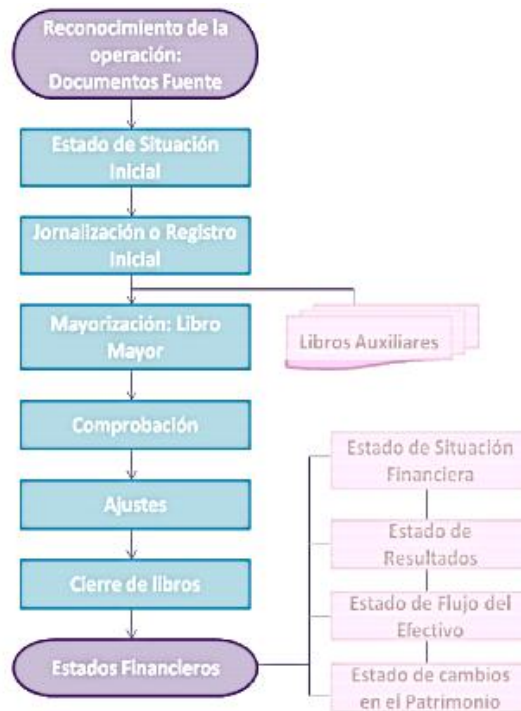 Reconocimiento de la
operación:
Documentos Fuente
Estado de Situación
Inicial
Jornalización o Registro
Inicial
Mayorización: Libro
Mayor
Libros Auxiliares
Comprobación
Ajustes
Cierre de libros
Estados Financieros
Estado de Situación
Financiera
Estado de
Resultados
Estado de Flujo del
Efectivo
Estado de cambios
en el Patrimonio